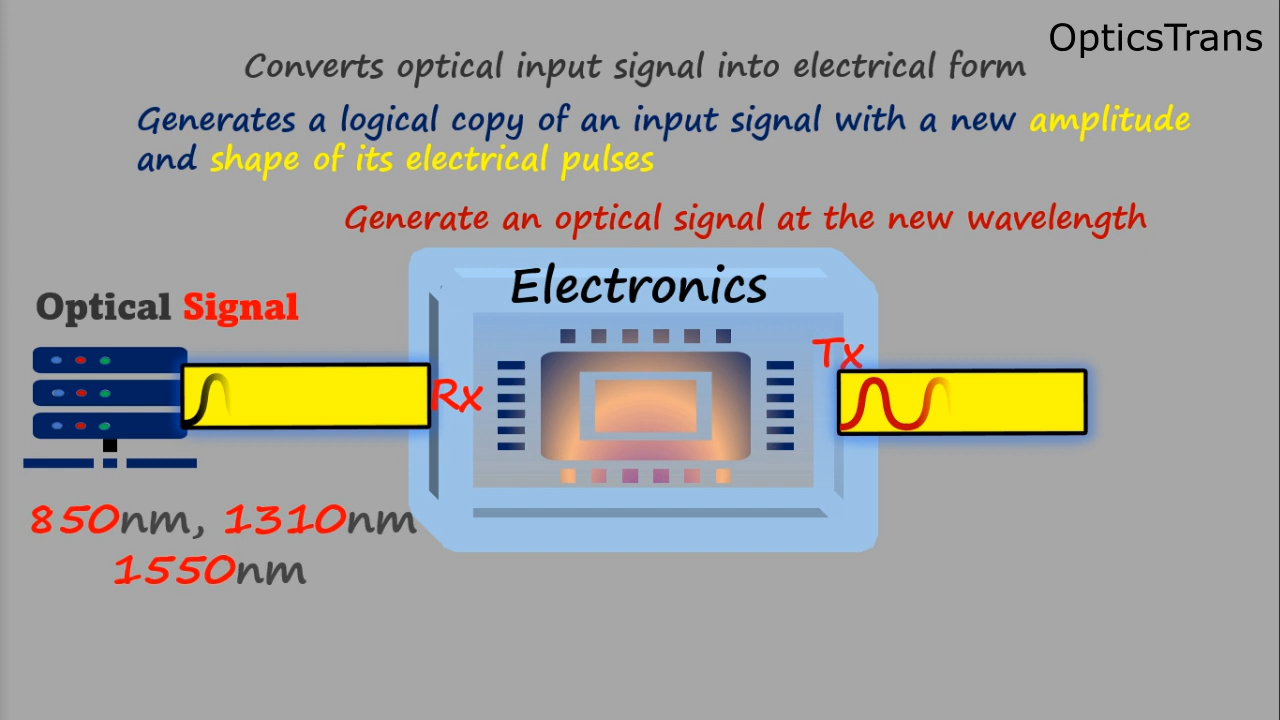 OpticsTrans
Converts optical input signal into electrical form
Generates a logical copy of an input signal with a new amplitude
and shape of its electrical pulses
Generate an optical signal at the new wavelength
Electronics
Optical Signal
Tx
Rx
850nm, 1310nm
1550nm